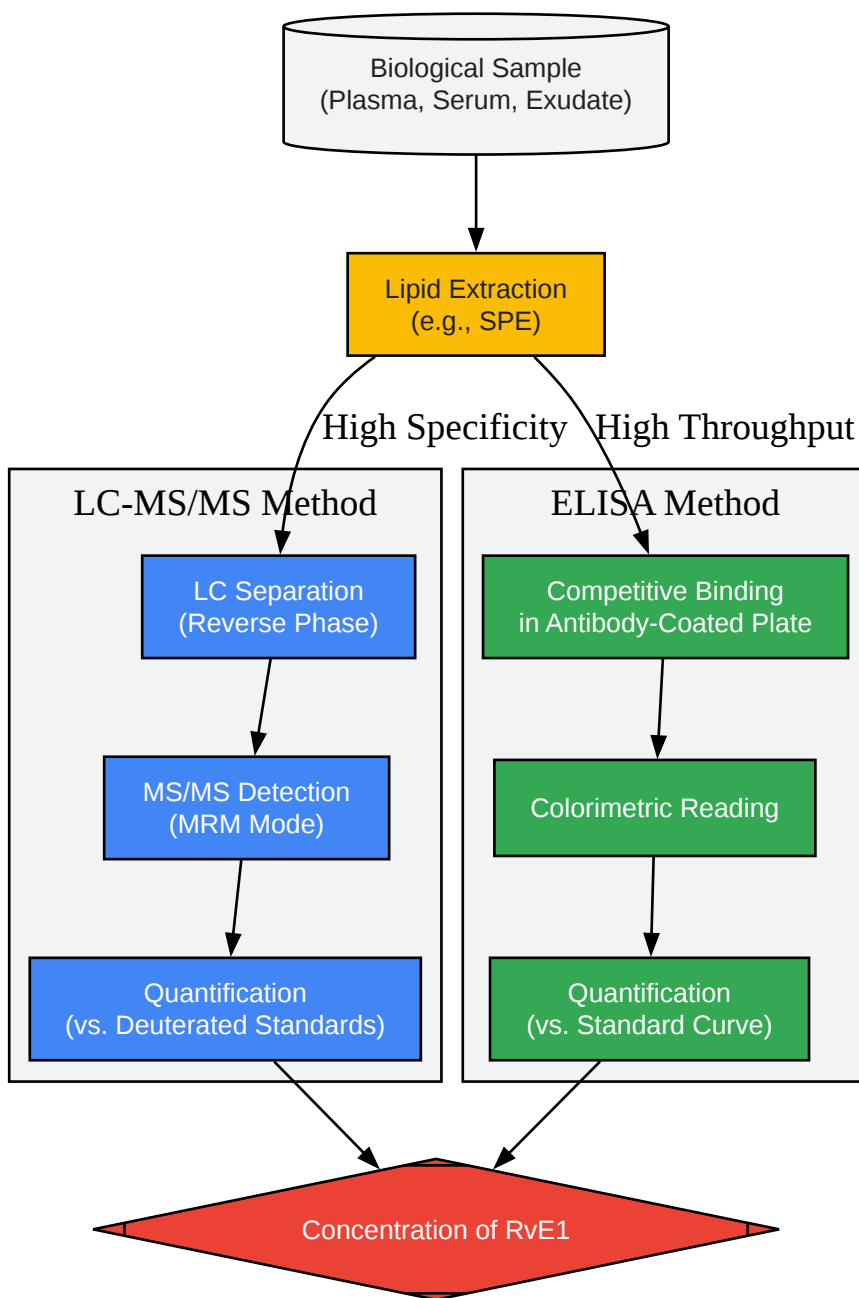 Biological Sample
(Plasma, Serum, Exudate)
Lipid Extraction
(e.g., SPE)
High Specificity
High Throughput
LC-MS/MS Method
LC Separation
(Reverse Phase)
MS/MS Detection
(MRM Mode)
Quantification
(vs. Deuterated Standards)
ELISA Method
Competitive Binding
in Antibody-Coated Plate
Colorimetric Reading
Quantification
(vs. Standard Curve)
Concentration of RvE1